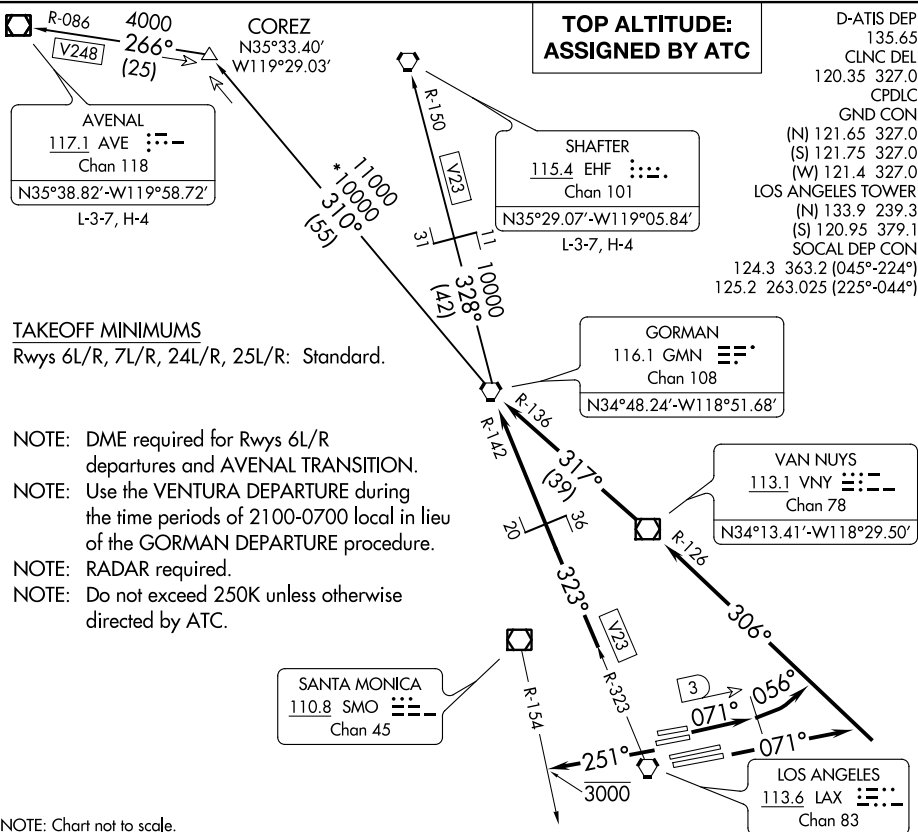 TOP ALTITUDE:
ASSIGNED BY ATC
D-ATIS DEP
135.65
CLNC DEL
120.35 327.0
CPDLC
GND CON
(N) 121.65 327.0
(S) 121.75 327.0
(W) 121.4 327.0
LOS ANGELES TOWER
(N) 133.9 239.3
(S) 120.95 379.1
SOCAL DEP CON
124.3 363.2 (045°-224°)
125.2 263.025 (225°-044°)
R-086
4000
266°
(25)
V248
COREZ
N35°33.40'
W119°29.03'
AVENAL
117.1 AVE
Chan 118
N35°38.82'-W119°58.72'
L-3-7, H-4
R-150
V23
SHAFTER
115.4 EHF
Chan 101
N35°29.07'-W119°05.84'
L-3-7, H-4
11000
*10000
310°
(55)
31
11
10000
328°
(42)
TAKEOFF MINIMUMS
Rwys 6L/R, 7L/R, 24L/R, 25L/R: Standard.
GORMAN
116.1 GMN
Chan 108
N34°48.24'-W118°51.68'
R-136
R-142
317°
(39)
NOTE: DME required for Rwys 6L/R
departures and AVENAL TRANSITION.
NOTE: Use the VENTURA DEPARTURE during
the time periods of 2100-0700 local in lieu
of the GORMAN DEPARTURE procedure.
NOTE: RADAR required.
NOTE: Do not exceed 250K unless otherwise
directed by ATC.
VAN NUYS
113.1 VNY
Chan 78
N34°13.41'-W118°29.50'
R-126
20
36
323°
V23
306°
R-323
SANTA MONICA
110.8 SMO
Chan 45
R-154
3
071°
056°
251°
3000
071°
LOS ANGELES
113.6 LAX
Chan 83
NOTE: Chart not to scale.